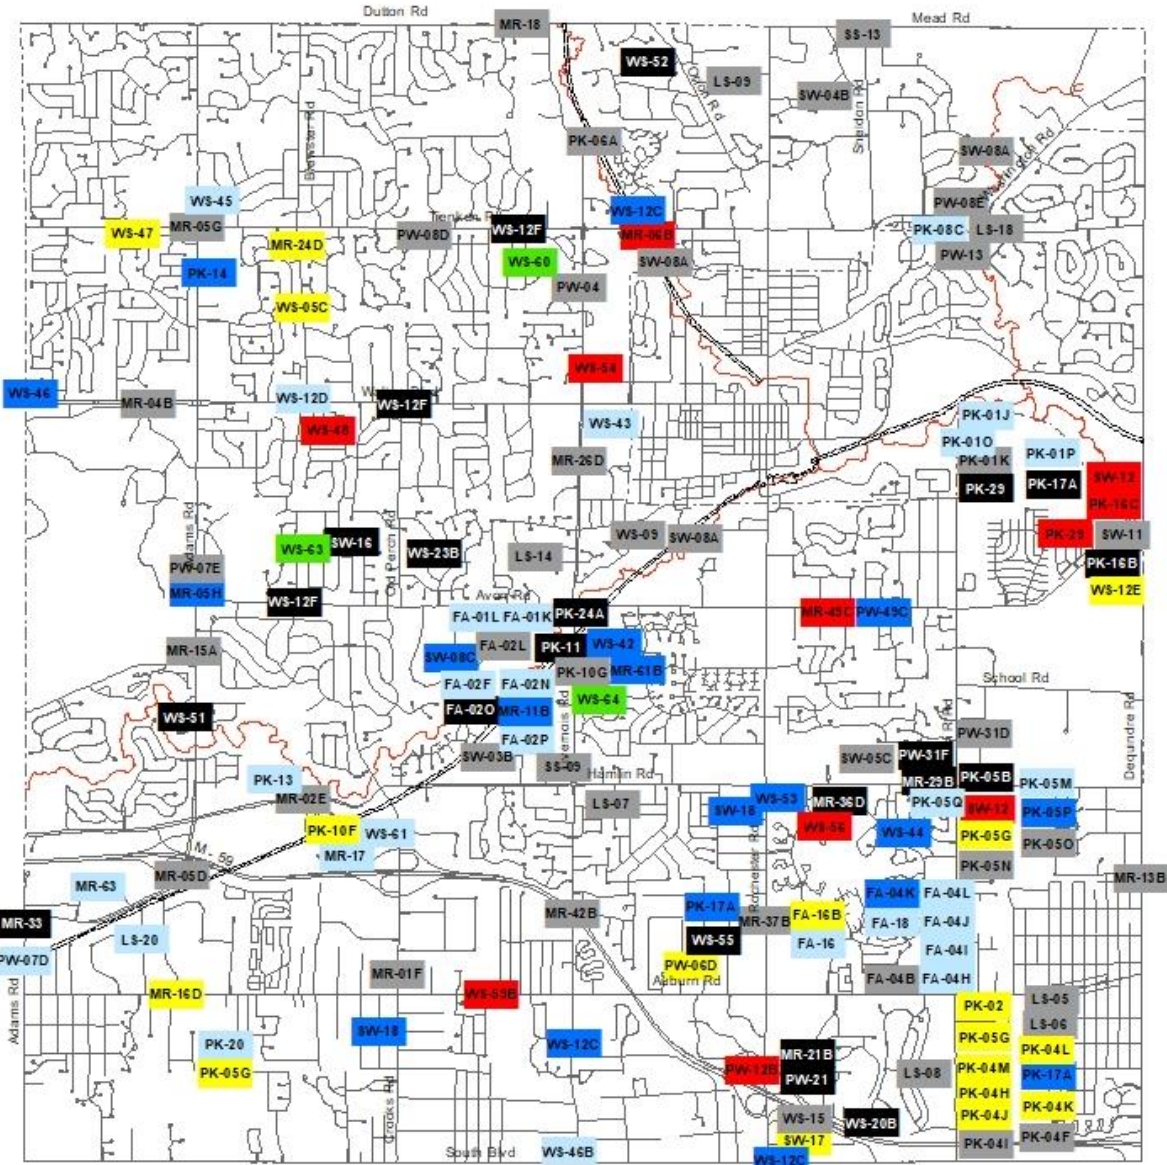 Dutton Rd
MR-18
Mead Rd
SS-13
WS-52
LS-09
SW-04B
Orion Rd
Sheldon Rd
Brewster Rd
PK-06A
SW-08A
Washington Rd
WS-45
WS-12C
PW-08E
WS-47
MR-05G
MR-24D
PW-08D
Tienken Rd
WS-12F
MR-06B
PK-08C
LS-18
PK-14
WS-60
SW-08A
PW-13
PW-04
WS-05C
WS-54
WS-46
MR-04B
WS-12D
WS-12F
WS-48
WS-43
PK-01J
PK-01O
PK-01P
MR-26D
PK-01K
PK-29
PK-17A
SW-12
PK-16C
Adams Rd
Old Perch Rd
WS-63
SW-16
WS-23B
LS-14
WS-09
SW-08A
PK-29
SW-11
PW-07E
PK-16B
MR-05H
WS-12F
Avon Rd
WS-12E
FA-01L
FA-01K
PK-24A
MR-49C
PW-49C
MR-15A
SW-08C
FA-02L
PK-11
WS-42
PK-10G
MR-61B
FA-02F
FA-02N
School Rd
WS-51
FA-02O
MR-11B
WS-64
Livernois Rd
FA-02P
PW-31D
Dequindre Rd
SW-03B
SS-09
Hamlin Rd
SW-05C
PW-31F
PK-13
MR-29B
PK-05B
PK-05M
MR-02E
LS-07
SW-18
WS-53
MR-36D
PK-05Q
SW-12
PK-05P
PK-10F
WS-61
WS-56
WS-44
PK-05G
PK-05O
M - 59
MR-17
Rochester Rd
MR-05D
PK-05N
MR-13B
MR-63
PK-17A
FA-04K
FA-04L
MR-33
MR-42B
MR-37B
FA-16B
FA-18
FA-04J
LS-20
WS-55
FA-16
FA-04I
PW-07D
MR-01F
PW-06D
Auburn Rd
FA-04B
FA-04H
MR-16D
WS-59B
PK-02
LS-05
Adams Rd
LS-06
PK-20
SW-18
WS-12C
MR-21B
PK-05G
PK-04L
PK-05G
PW-12B
PW-21
LS-08
PK-04M
PK-17A
Crooks Rd
PK-04H
WS-15
WS-20B
PK-04J
PK-04K
SW-17
PK-04I
PK-04F
South Blvd
WS-46B
WS-12C